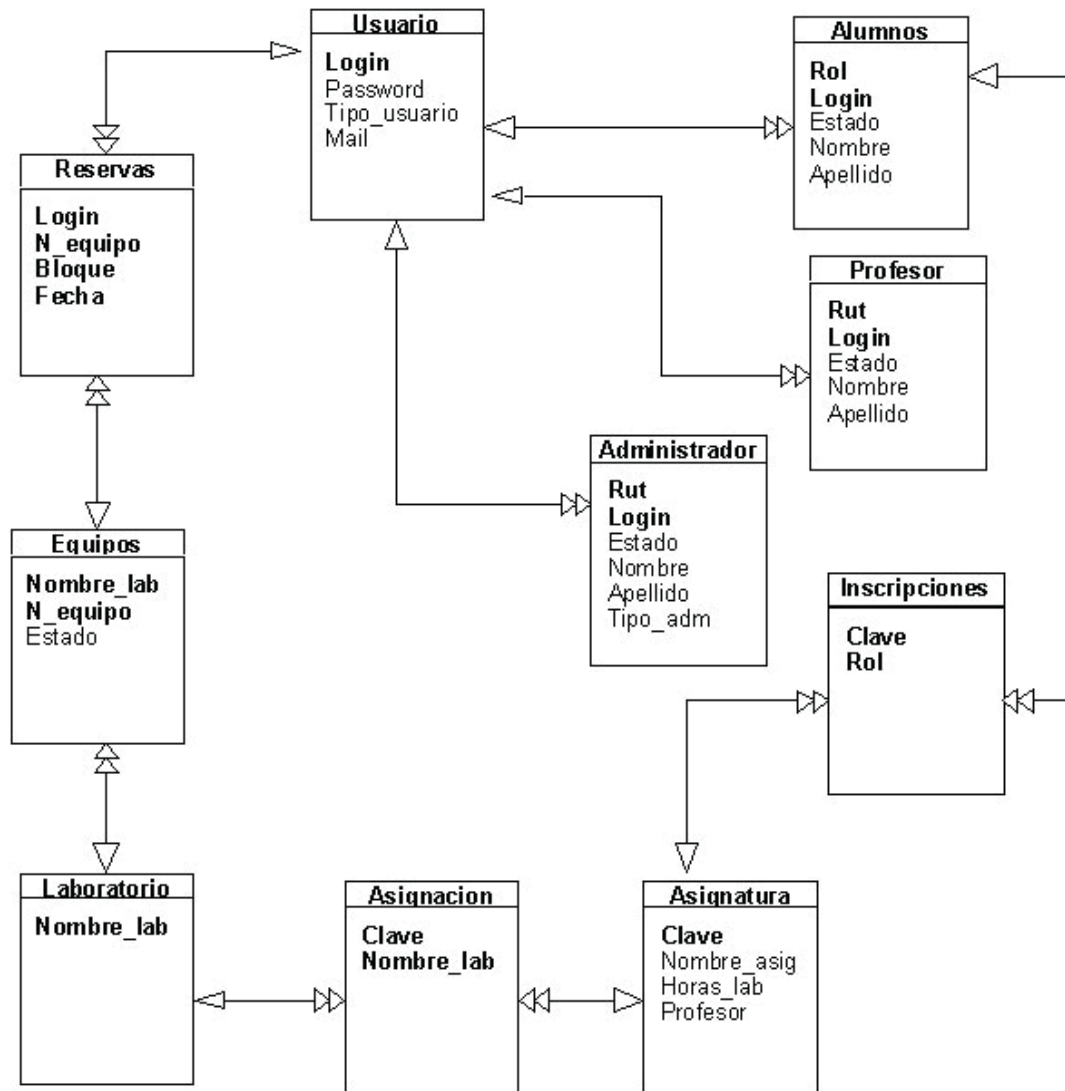 Usuario
Login
Password
Tipo_usuario
Mail
Alumnos
Rol
Login
Estado
Nombre
Apellido
Reservas
Login
N_equipo
Bloque
Fecha
Profesor
Rut
Login
Estado
Nombre
Apellido
Administrador
Rut
Login
Estado
Nombre
Apellido
Tipo_adm
Equipos
Nombre_lab
N_equipo
Estado
Inscripciones
Clave
Rol
Laboratorio
Nombre_lab
Asignacion
Clave
Nombre_lab
Asignatura
Clave
Nombre_asig
Horas_lab
Profesor